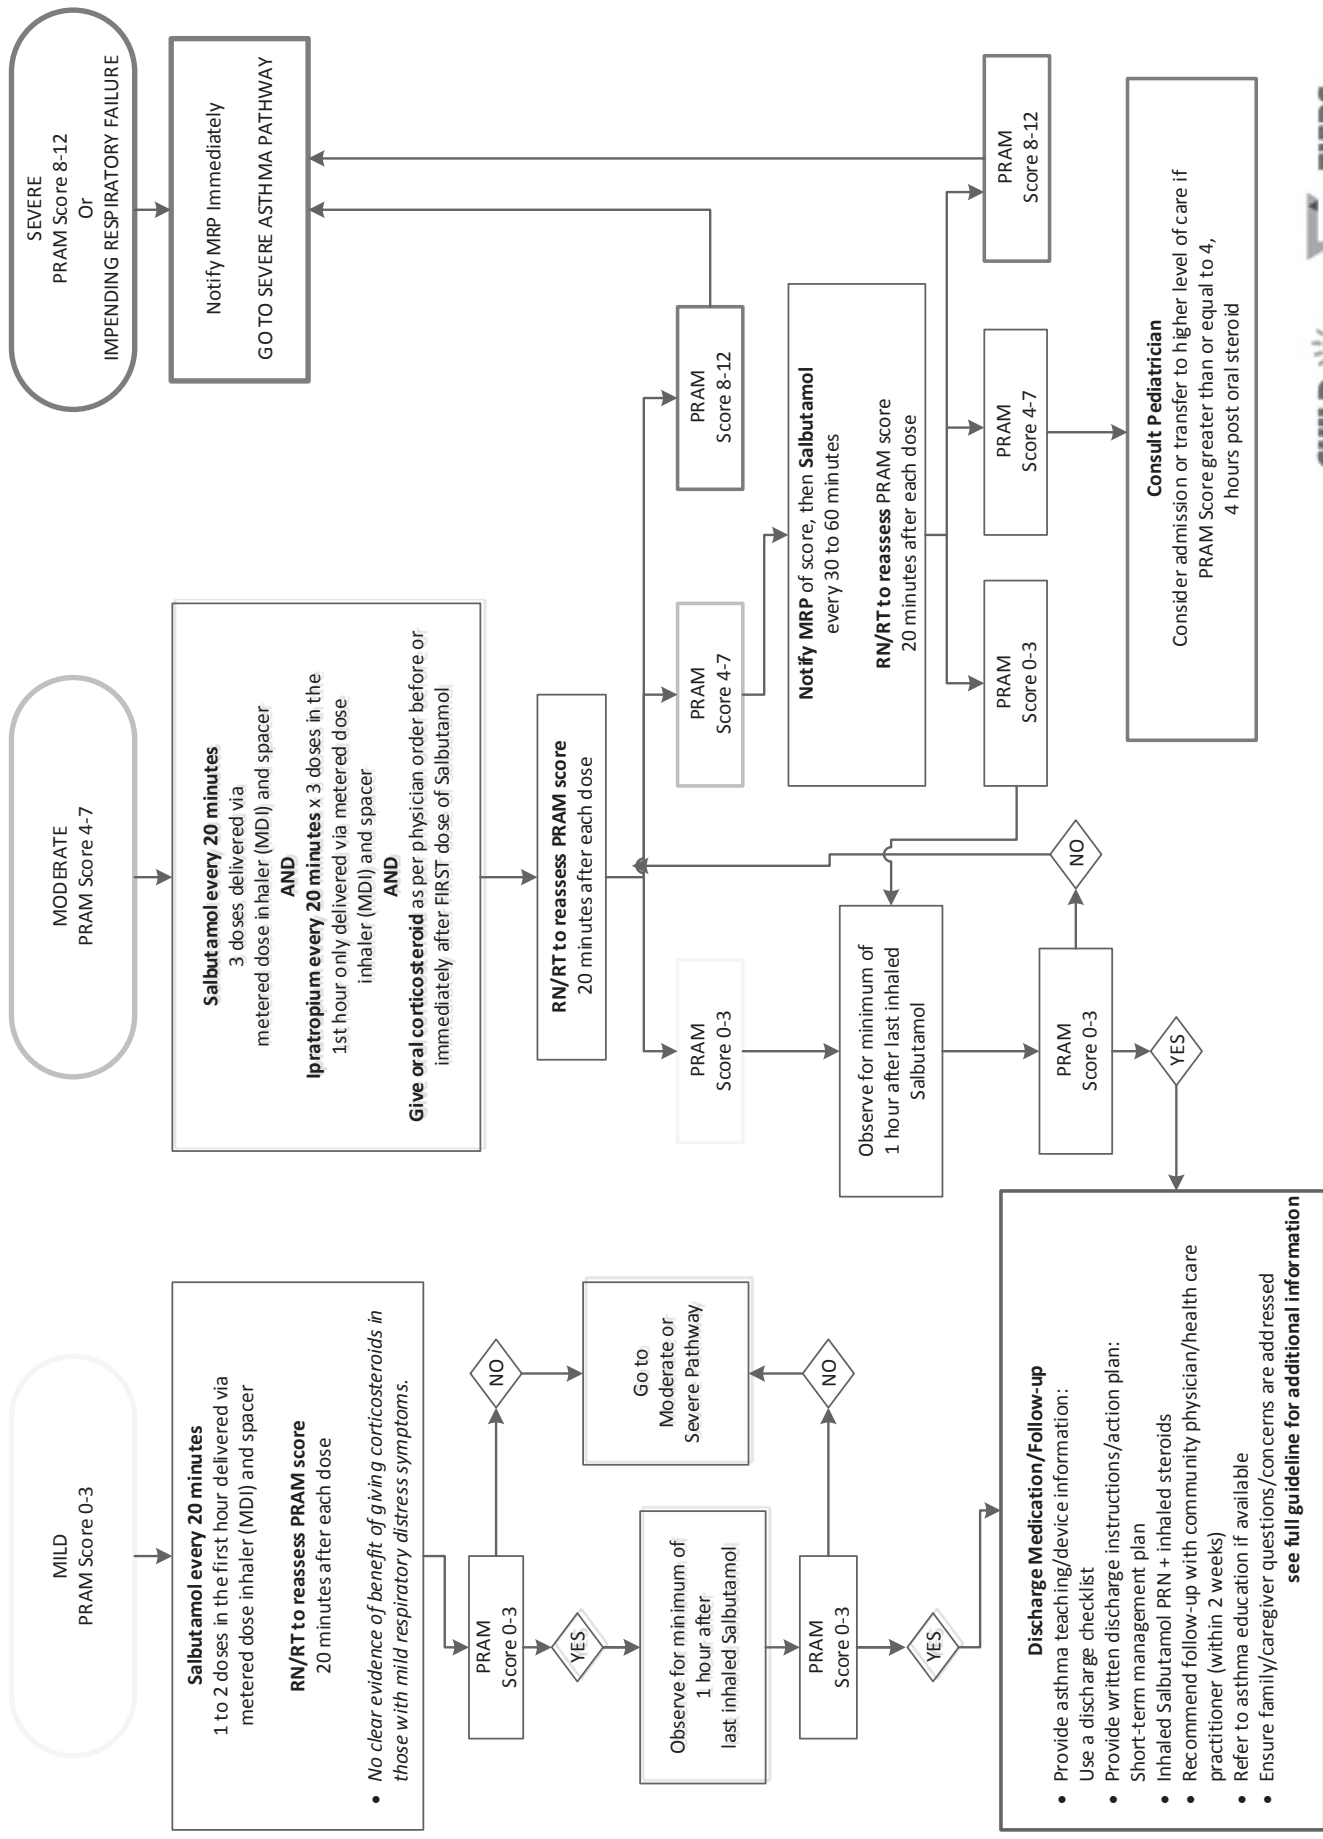 MILD
PRAM Score 0-3
Salbutamol every 20 minutes
1 to 2 doses in the first hour delivered via
metered dose inhaler (MDI) and spacer
RN/RT to reassess PRAM score
20 minutes after each dose
• No clear evidence of benefit of giving corticosteroids in
those with mild respiratory distress symptoms.
PRAM
Score 0-3
NO
YES
Go to
Moderate or
Severe Pathway
Observe for minimum of
1 hour after
last inhaled Salbutamol
PRAM
Score 0-3
NO
YES
Discharge Medication/Follow-up
• Provide asthma teaching/device information:
Use a discharge checklist
• Provide written discharge instructions/action plan:
Short-term management plan
• Inhaled Salbutamol PRN + inhaled steroids
• Recommend follow-up with community physician/health care
practitioner (within 2 weeks)
• Refer to asthma education if available
• Ensure family/caregiver questions/concerns are addressed
see full guideline for additional information
MODERATE
PRAM Score 4-7
Salbutamol every 20 minutes
3 doses delivered via
metered dose inhaler (MDI) and spacer
AND
Ipratropium every 20 minutes x 3 doses in the
1st hour only delivered via metered dose
inhaler (MDI) and spacer
AND
Give oral corticosteroid as per physician order before or
immediately after FIRST dose of Salbutamol
RN/RT to reassess PRAM score
20 minutes after each dose
PRAM
Score 0-3
PRAM
Score 4-7
PRAM
Score 8-12
Observe for minimum of
1 hour after last inhaled
Salbutamol
PRAM
Score 0-3
NO
YES
Notify MRP of score, then Salbutamol
every 30 to 60 minutes
RN/RT to reassess PRAM score
20 minutes after each dose
PRAM
Score 0-3
PRAM
Score 4-7
PRAM
Score 8-12
Consult Pediatrician
Consider admission or transfer to higher level of care if
PRAM Score greater than or equal to 4,
4 hours post oral steroid
SEVERE
PRAM Score 8-12
Or
IMPENDING RESPIRATORY FAILURE
Notify MRP Immediately
GO TO SEVERE ASTHMA PATHWAY